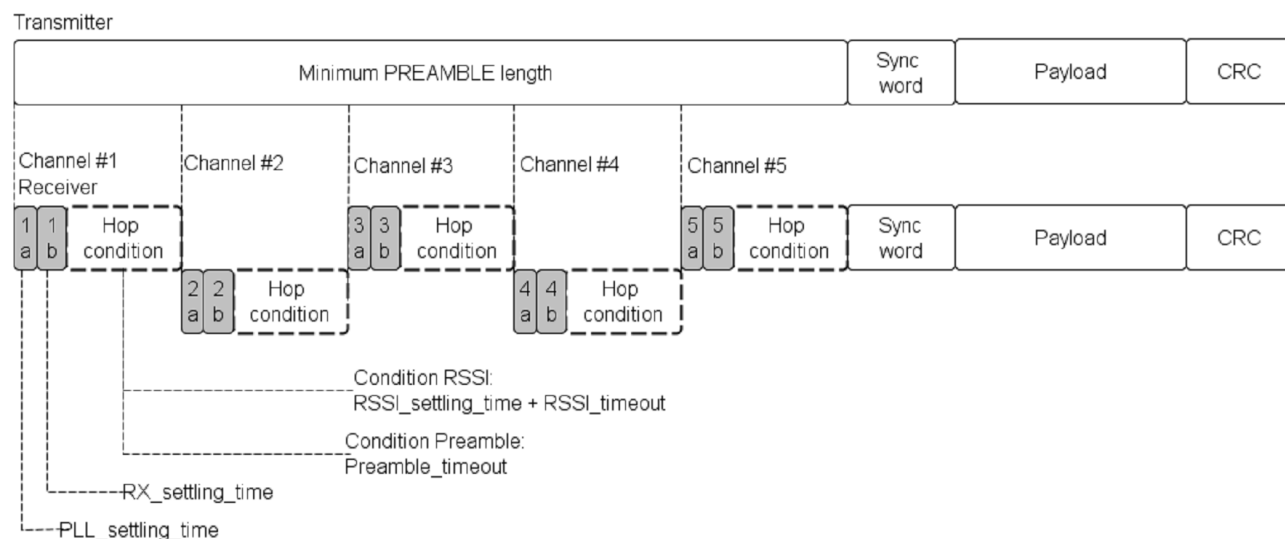 Transmitter
Minimum PREAMBLE length
Sync
word
Payload
CRC
Channel #1
Receiver
Channel #2
Channel #3
Channel #4
Channel #5
1
a
1
b
Hop
condition
2
a
2
b
Hop
condition
3
a
3
b
Hop
condition
4
a
4
b
Hop
condition
5
a
5
b
Hop
condition
Sync
word
Payload
CRC
Condition RSSI:
RSSI_settling_time + RSSI_timeout
Condition Preamble:
Preamble_timeout
RX_settling_time
PLL_settling_time